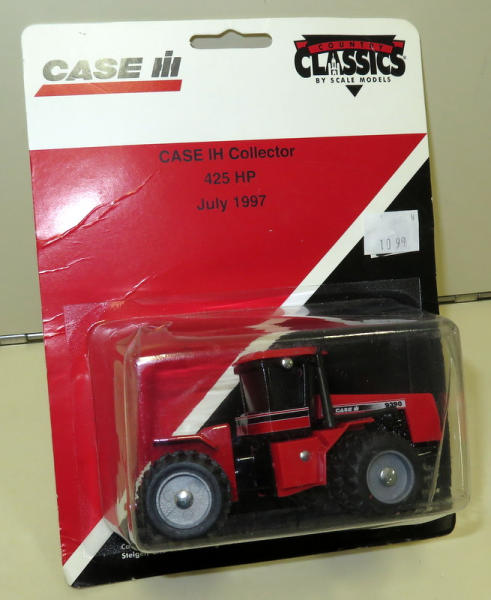 CASE IH
COUNTRY
CLASSICS
BY SCALE MODELS
CASE IH Collector
425 HP
July 1997
10.99
CASE IH 9390